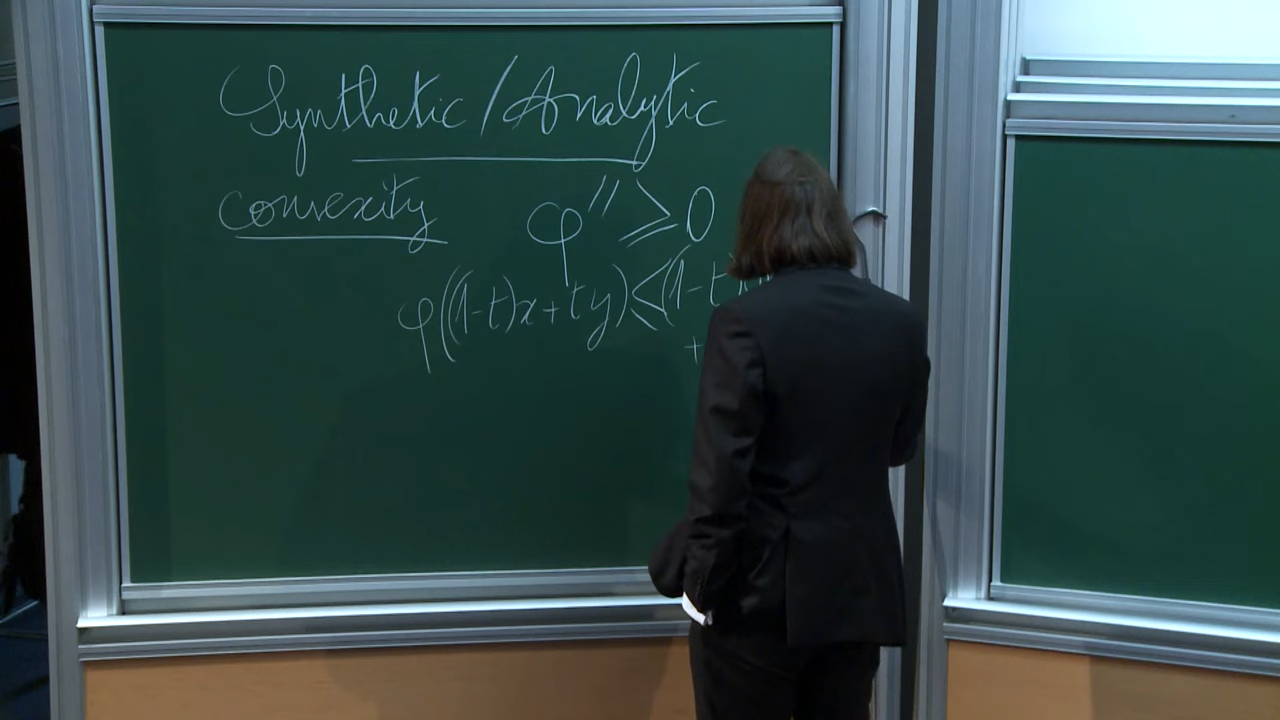 Synthetic/Analytic
convexity φ'' ≥ 0
φ((1-t)x+ty) ≤ (1-t)
+